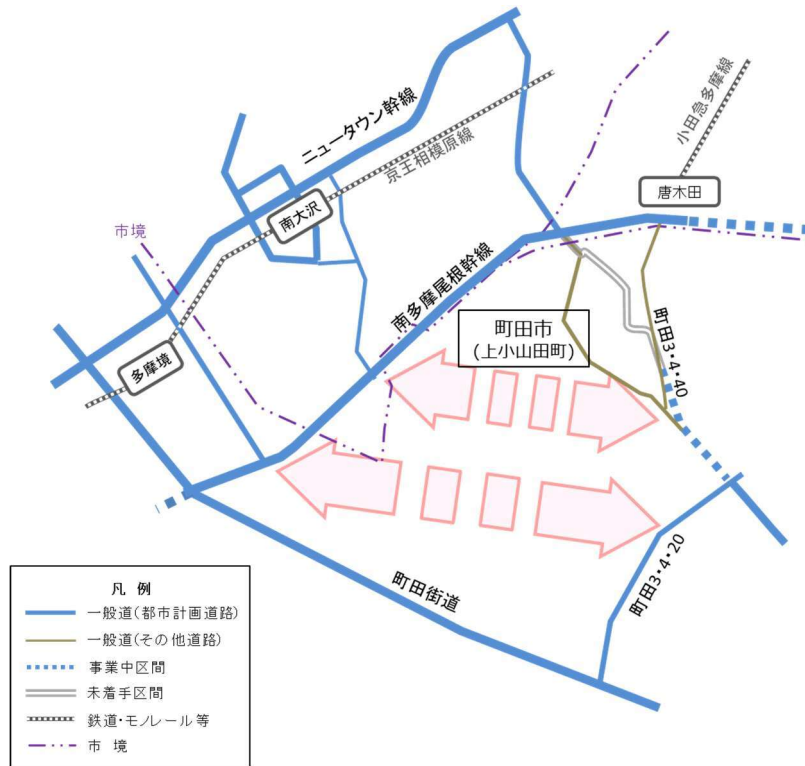 ニュータウン幹線
京王相模原線
小田急多摩線
唐木田
南大沢
市境
南多摩尾根幹線
町田市
(上小山田町)
町田3・4・40
多摩境
町田3・4・20
町田街道
凡 例
一般道(都市計画道路)
一般道(その他道路)
事業中区間
未着手区間
鉄道・モノレール等
市 境